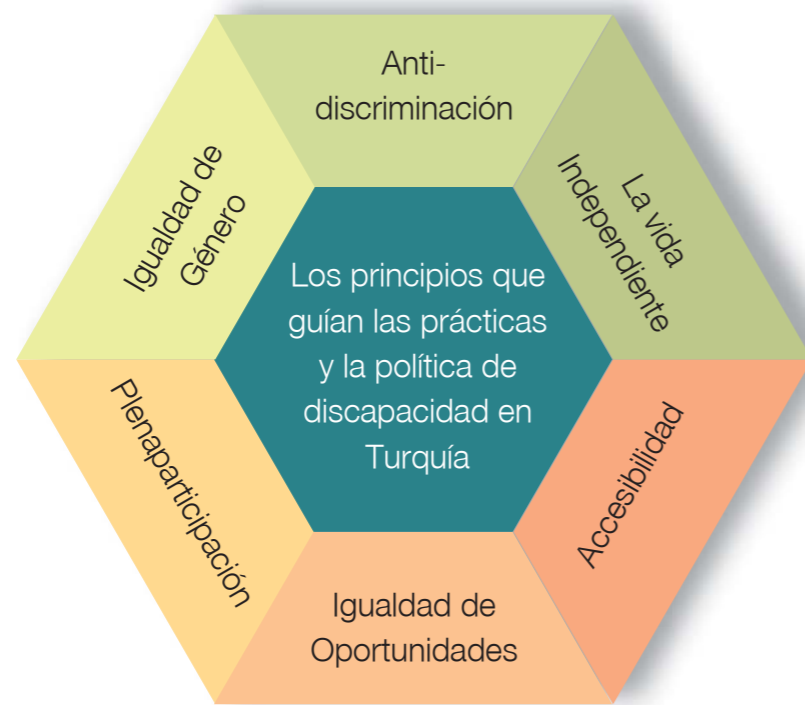 Anti-
discriminación
La vida
Independiente
Accesibilidad
Igualdad de
Oportunidades
Plenaparticipación
Igualdad de
Género
Los principios que
guían las prácticas
y la política de
discapacidad en
Turquía